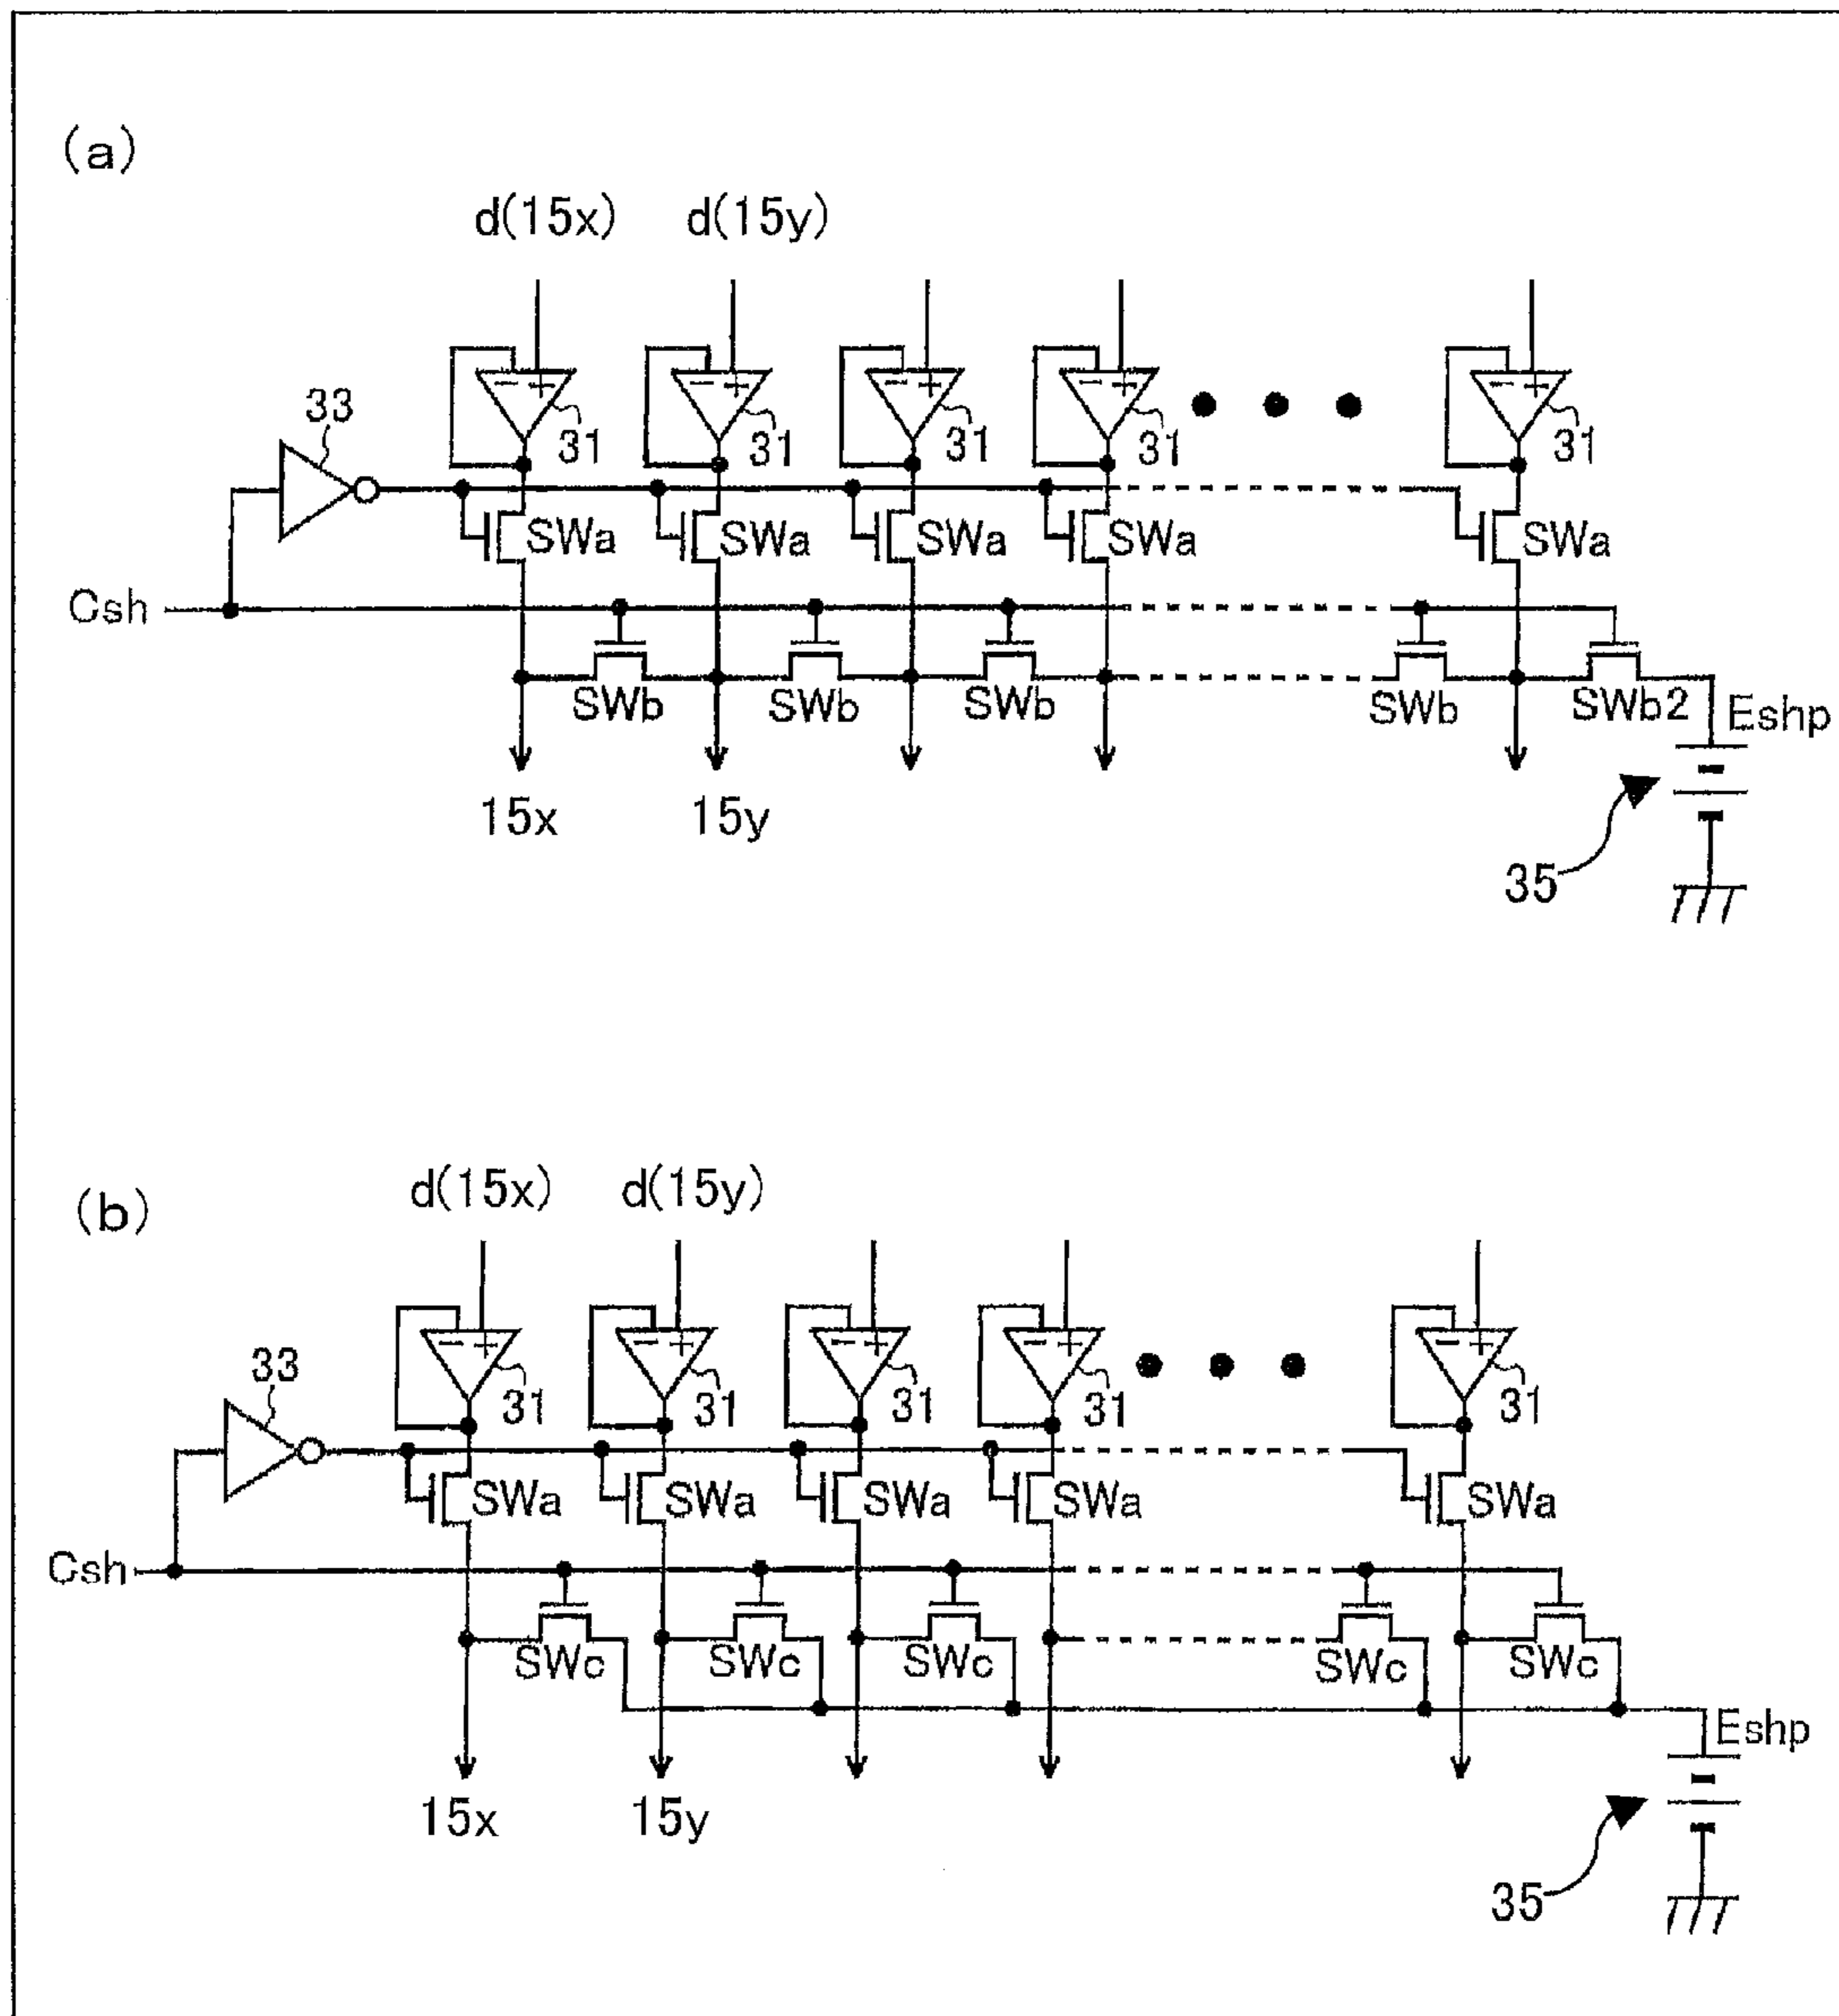 (a)
d(15x) d(15y)
33
31 31 31 31 31
SWa SWa SWa SWa SWa
Csh
SWb SWb SWb SWb SWb2
Eshp
15x 15y
35
(b)
d(15x) d(15y)
33
31 31 31 31 31
SWa SWa SWa SWa SWa
Csh
SWc SWc SWc SWc SWc
Eshp
15x 15y
35